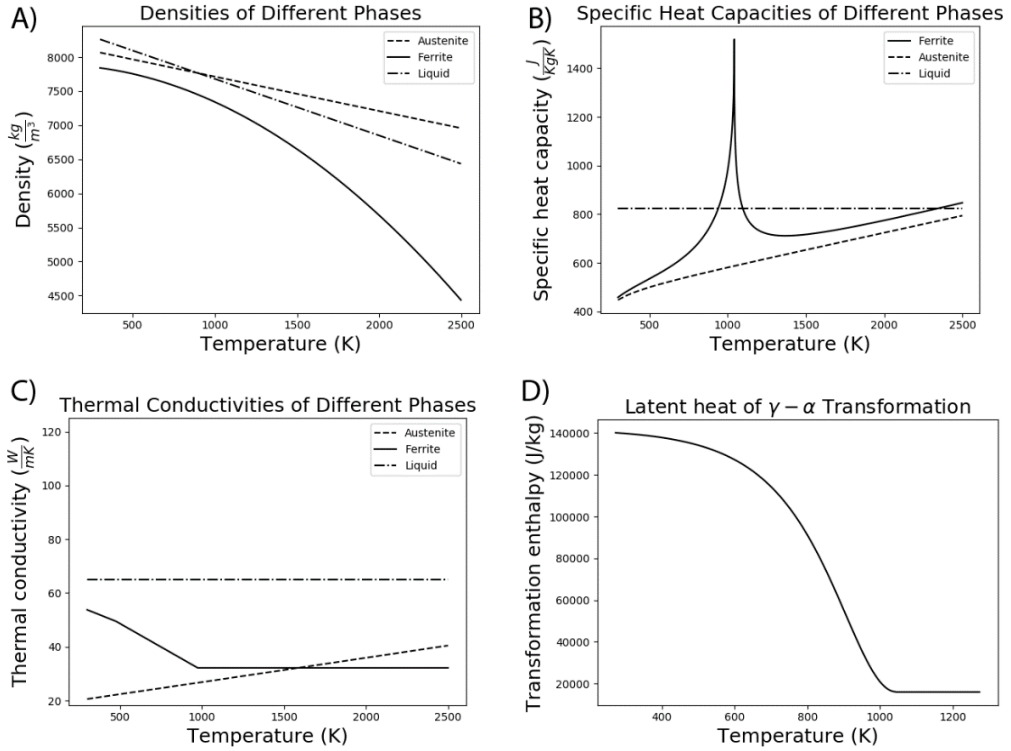 A)
Densities of Different Phases
Density (kg/m³)
8000
7500
7000
6500
6000
5500
5000
4500
Austenite
Ferrite
Liquid
500 1000 1500 2000 2500
Temperature (K)
B)
Specific Heat Capacities of Different Phases
Specific heat capacity (J/KgK)
1400
1200
1000
800
600
400
Ferrite
Austenite
Liquid
500 1000 1500 2000 2500
Temperature (K)
C)
Thermal Conductivities of Different Phases
Thermal conductivity (W/mK)
120
100
80
60
40
20
Austenite
Ferrite
Liquid
500 1000 1500 2000 2500
Temperature (K)
D)
Latent heat of γ − α Transformation
Transformation enthalpy (J/kg)
140000
120000
100000
80000
60000
40000
20000
400 600 800 1000 1200
Temperature (K)